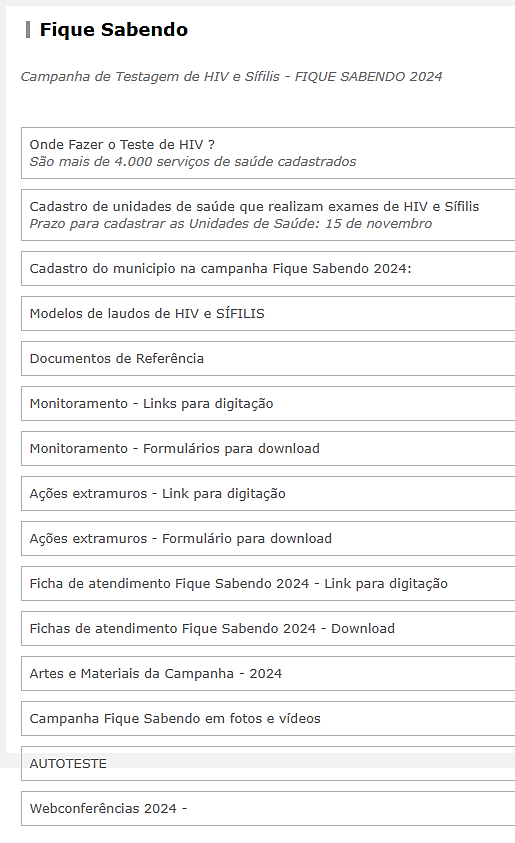 Fique Sabendo
Campanha de Testagem de HIV e Sífilis - FIQUE SABENDO 2024
Onde Fazer o Teste de HIV ?
São mais de 4.000 serviços de saúde cadastrados
Cadastro de unidades de saúde que realizam exames de HIV e Sífilis
Prazo para cadastrar as Unidades de Saúde: 15 de novembro
Cadastro do municipio na campanha Fique Sabendo 2024:
Modelos de laudos de HIV e SÍFILIS
Documentos de Referência
Monitoramento - Links para digitação
Monitoramento - Formulários para download
Ações extramuros - Link para digitação
Ações extramuros - Formulário para download
Ficha de atendimento Fique Sabendo 2024 - Link para digitação
Fichas de atendimento Fique Sabendo 2024 - Download
Artes e Materiais da Campanha - 2024
Campanha Fique Sabendo em fotos e vídeos
AUTOTESTE
Webconferências 2024 -